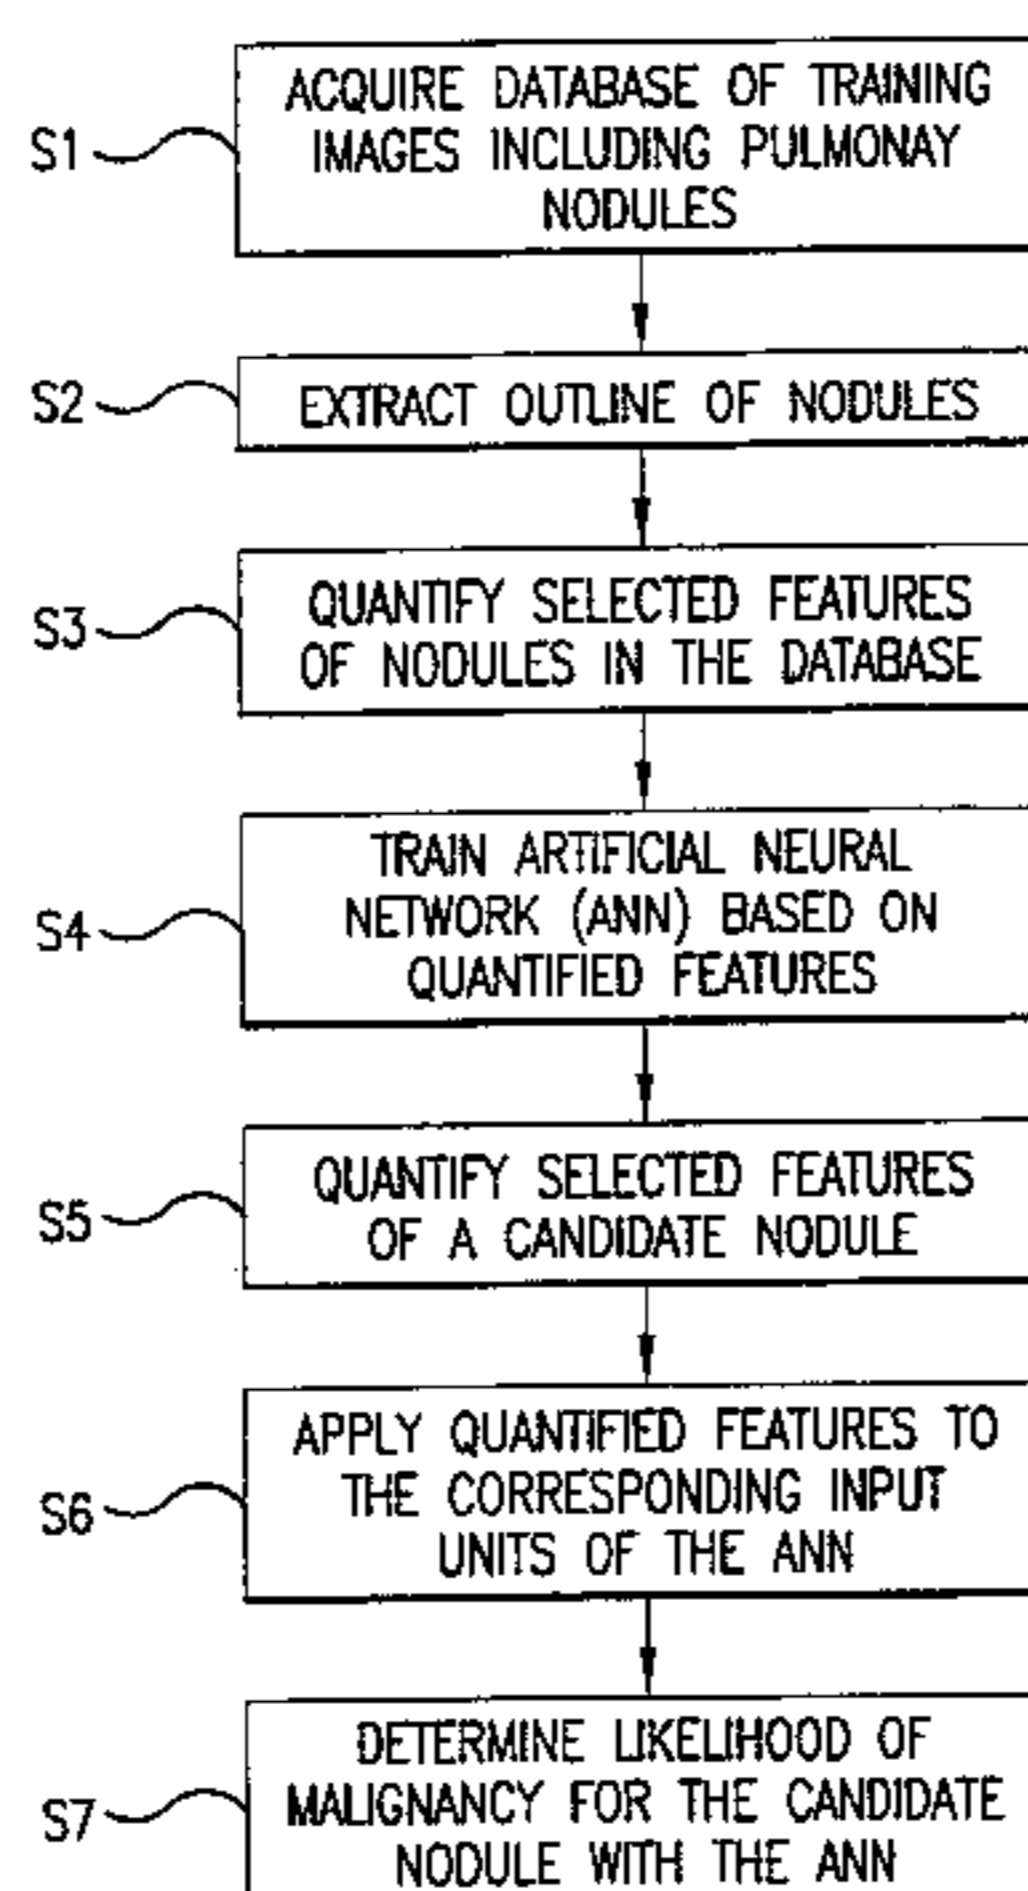 S1
ACQUIRE DATABASE OF TRAINING
IMAGES INCLUDING PULMONAY
NODULES
S2
EXTRACT OUTLINE OF NODULES
S3
QUANTIFY SELECTED FEATURES
OF NODULES IN THE DATABASE
S4
TRAIN ARTIFICIAL NEURAL
NETWORK (ANN) BASED ON
QUANTIFIED FEATURES
S5
QUANTIFY SELECTED FEATURES
OF A CANDIDATE NODULE
S6
APPLY QUANTIFIED FEATURES TO
THE CORRESPONDING INPUT
UNITS OF THE ANN
S7
DETERMINE LIKELIHOOD OF
MALIGNANCY FOR THE CANDIDATE
NODULE WITH THE ANN